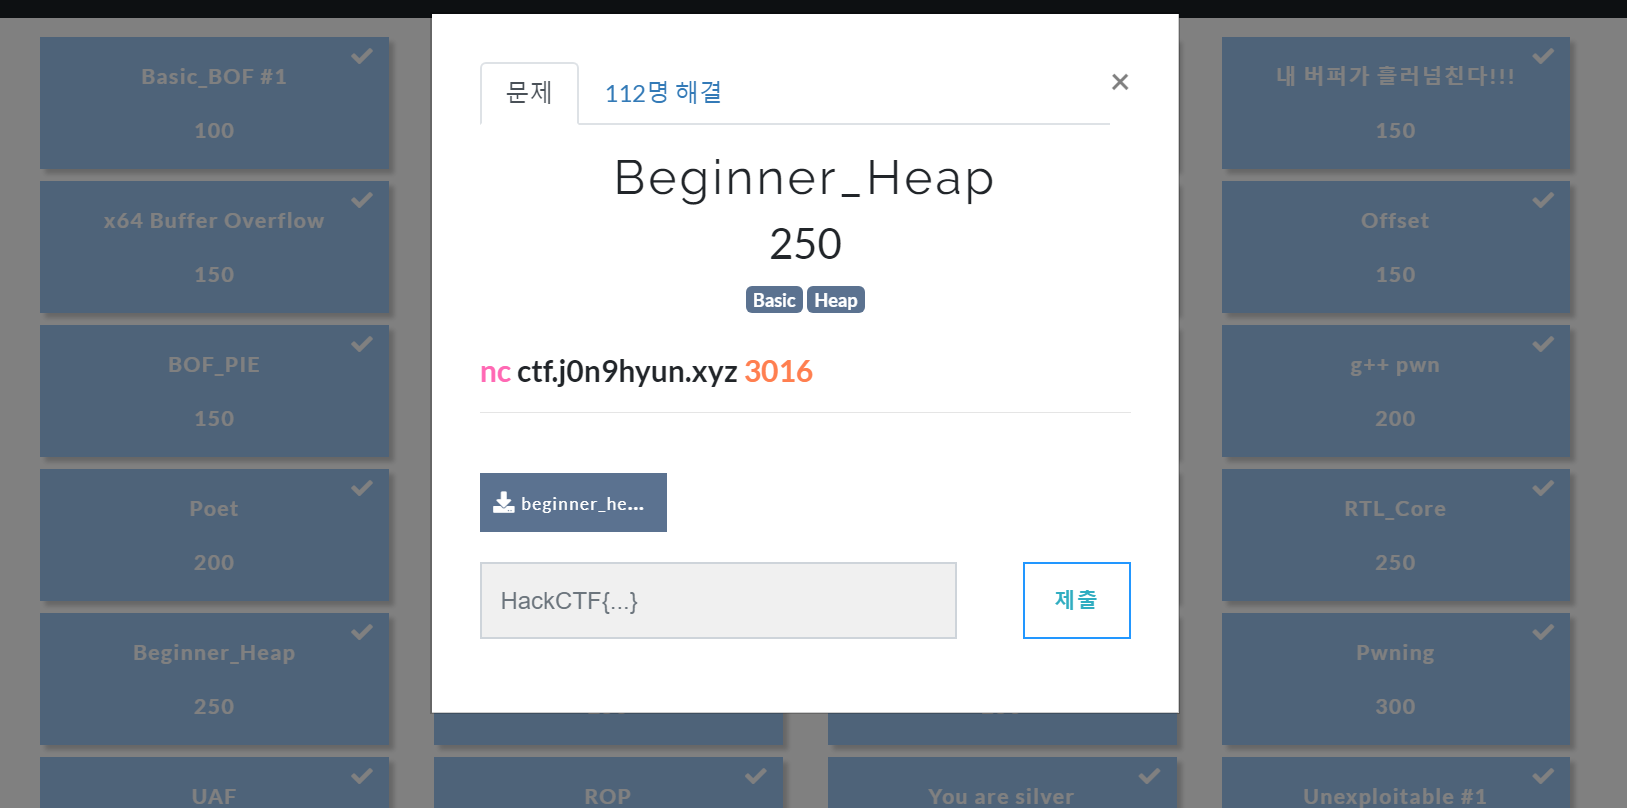 Basic_BOF #1
100
내 버퍼가 흘러넘친다!!!
150
x64 Buffer Overflow
150
Offset
150
BOF_PIE
150
g++ pwn
200
Poet
200
RTL_Core
250
Beginner_Heap
250
Pwning
300
UAF
ROP
You are silver
Unexploitable #1
문제
112명 해결
×
Beginner_Heap
250
Basic Heap
nc ctf.j0n9hyun.xyz 3016
beginner_he...
HackCTF{...}
제출